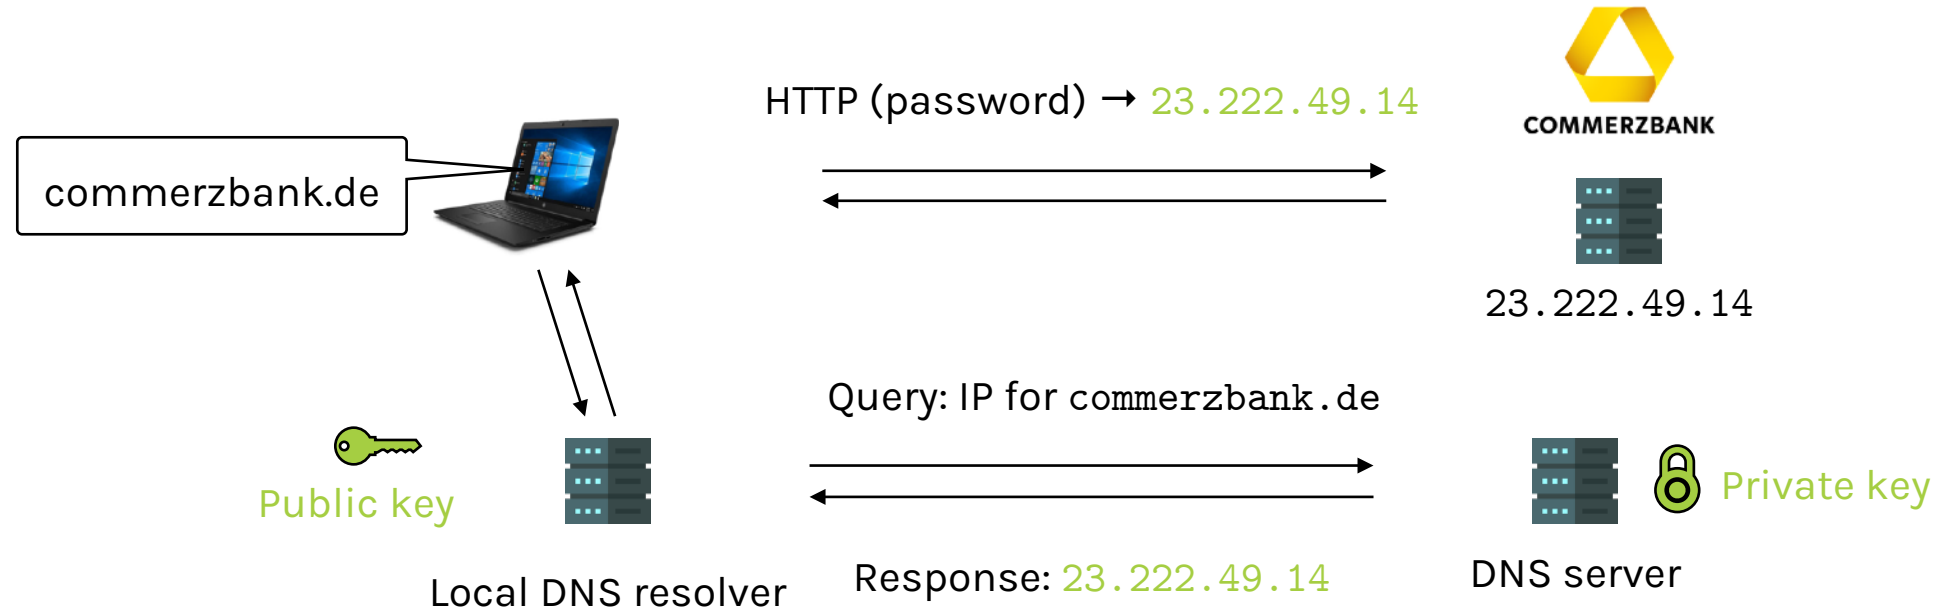 HTTP (password) → 23.222.49.14
COMMERZBANK
commerzbank.de
23.222.49.14
Query: IP for commerzbank.de
Public key
Private key
Local DNS resolver
Response: 23.222.49.14
DNS server